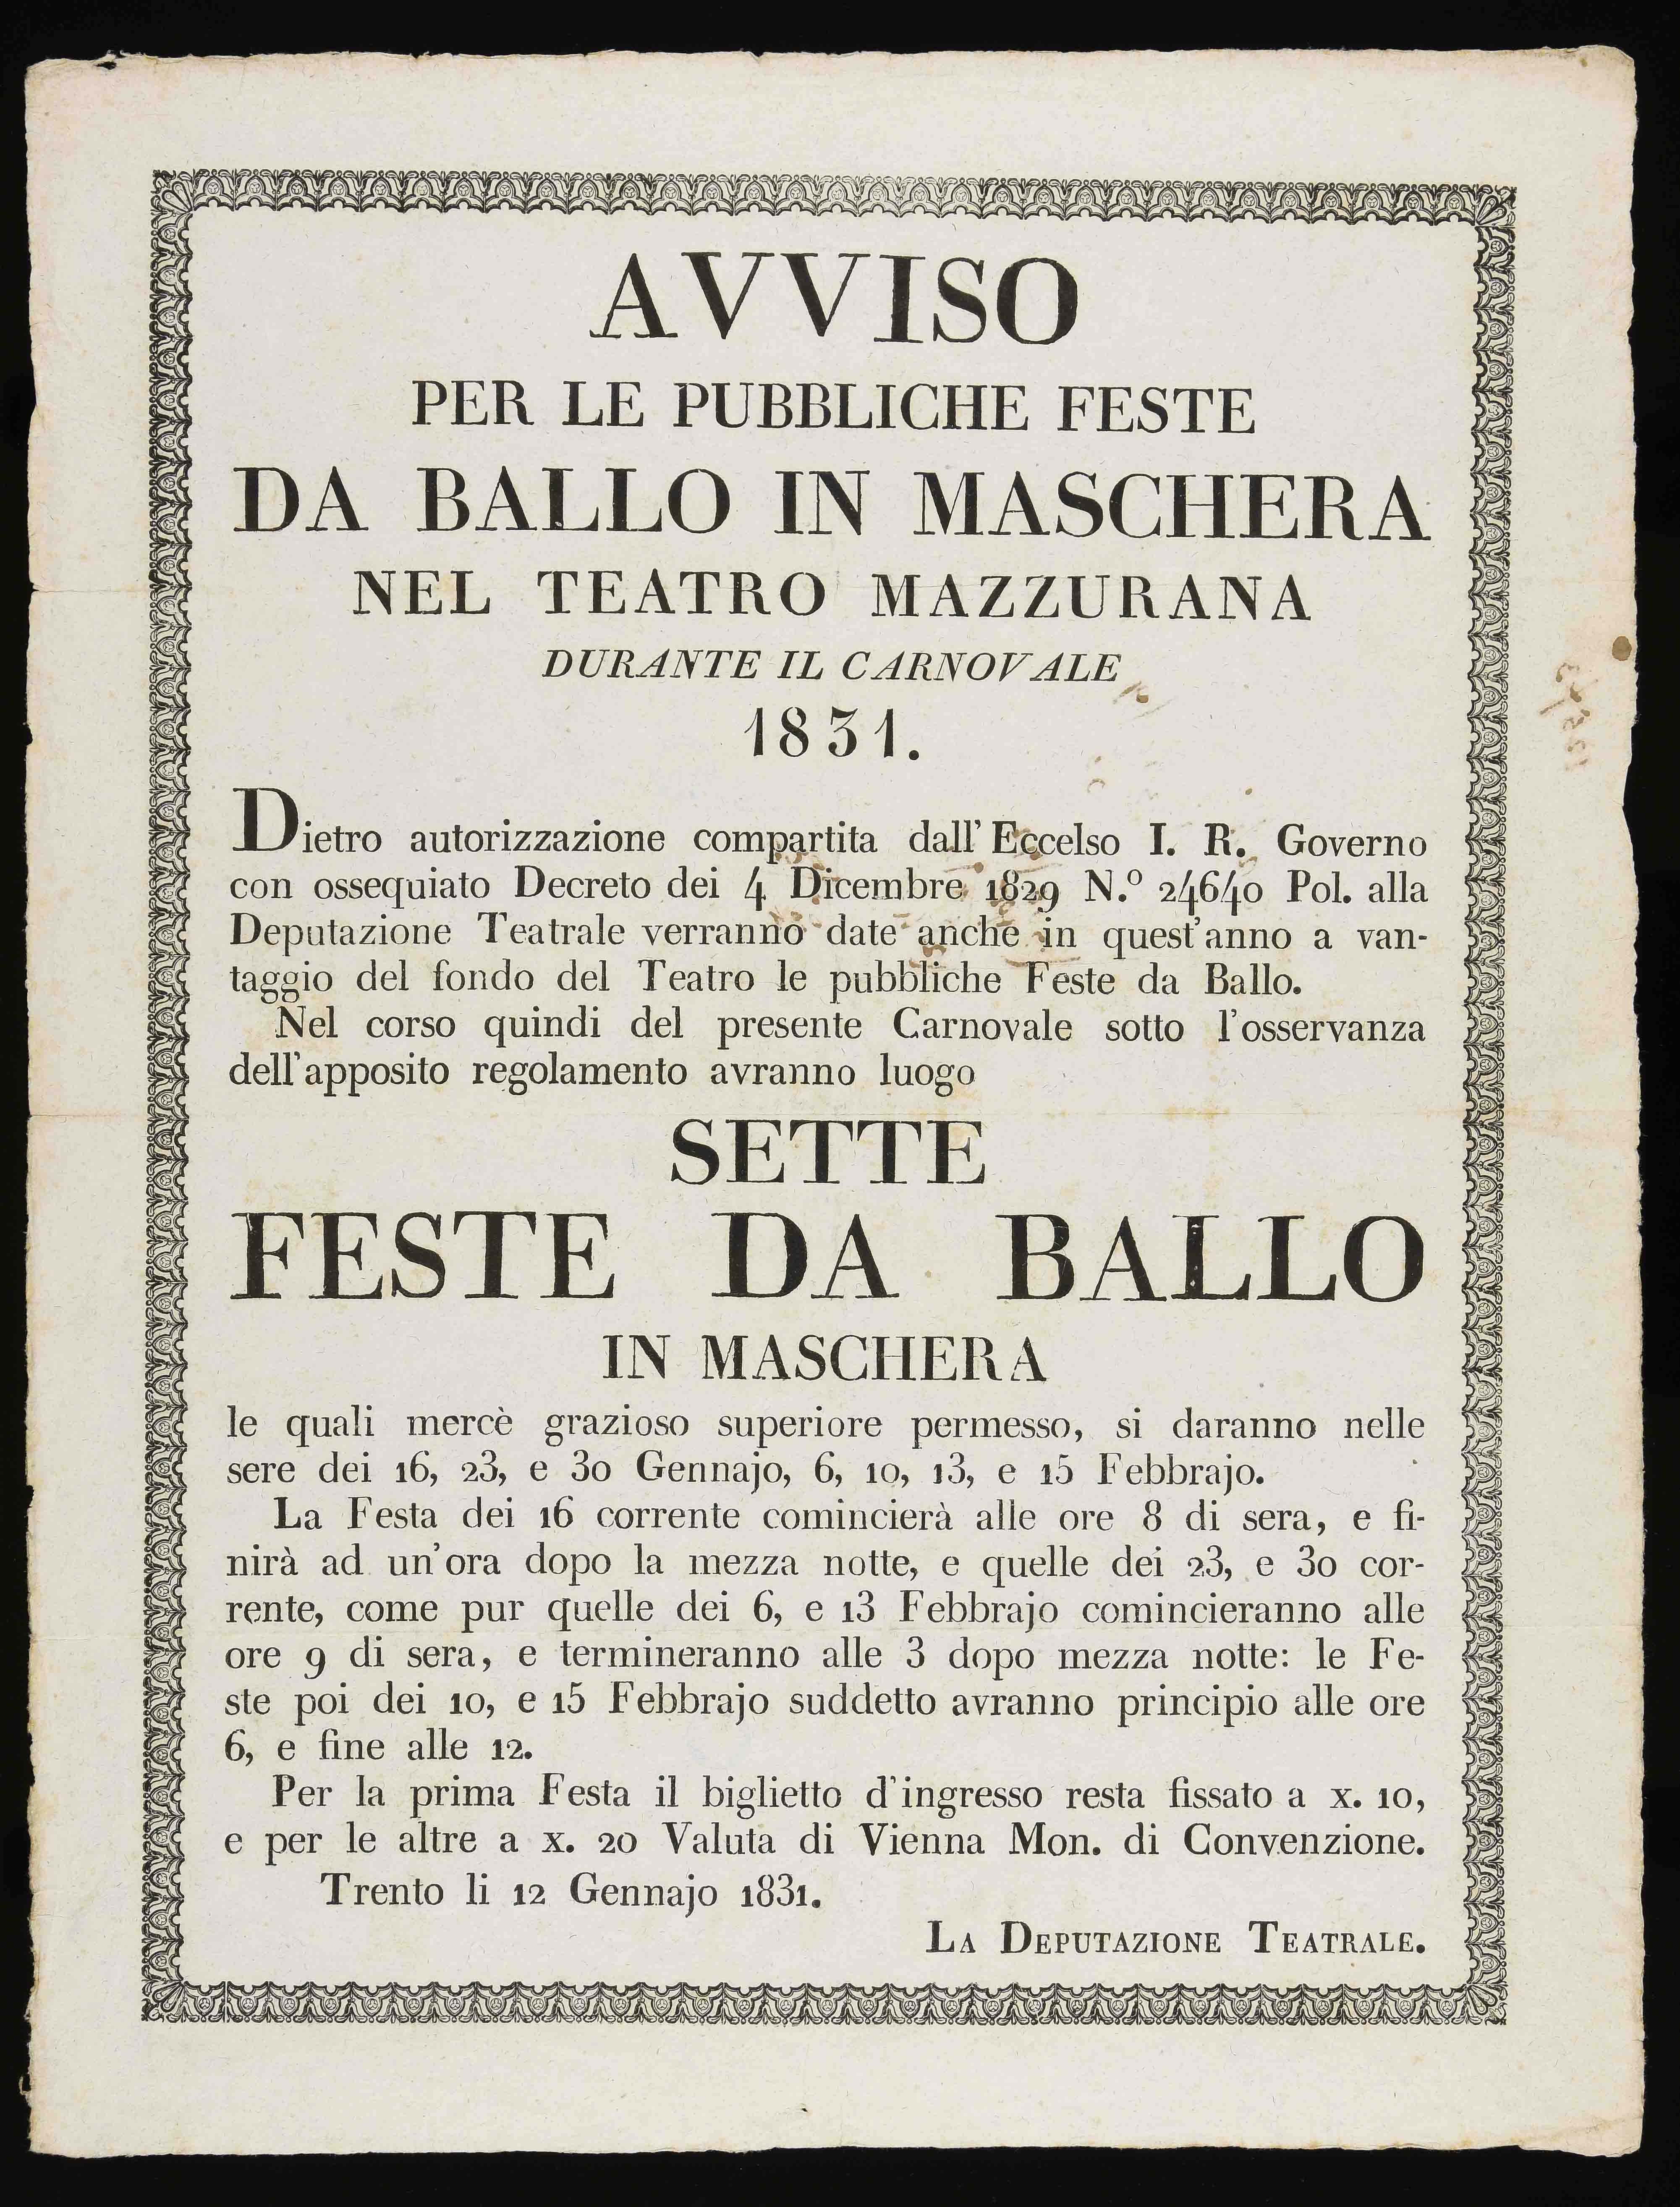 AVVISO
PER LE PUBBLICHE FESTE
DA BALLO IN MASCHERA
NEL TEATRO MAZZURANA
DURANTE IL CARNOVALE
1831.
Dietro autorizzazione compartita dall'Eccelso I. R. Governo
con ossequiato Decreto dei 4 Dicembre 1829 N.º 24640 Pol. alla
Deputazione Teatrale verranno date anche in quest'anno a van-
taggio del fondo del Teatro le pubbliche Feste da Ballo.
Nel corso quindi del presente Carnovale sotto l'osservanza
dell'apposito regolamento avranno luogo
SETTE
FESTE DA BALLO
IN MASCHERA
le quali mercè grazioso superiore permesso, si daranno nelle
sere dei 16, 23, e 30 Gennajo, 6, 10, 13, e 15 Febbrajo.
La Festa dei 16 corrente comincierà alle ore 8 di sera, e fi-
nirà ad un'ora dopo la mezza notte, e quelle dei 23, e 30 cor-
rente, come pur quelle dei 6, e 13 Febbrajo comincieranno alle
ore 9 di sera, e termineranno alle 3 dopo mezza notte: le Fe-
ste poi dei 10, e 15 Febbrajo suddetto avranno principio alle ore
6, e fine alle 12.
Per la prima Festa il biglietto d'ingresso resta fissato a x. 10,
e per le altre a x. 20 Valuta di Vienna Mon. di Convenzione.
Trento li 12 Gennajo 1831.
LA DEPUTAZIONE TEATRALE.